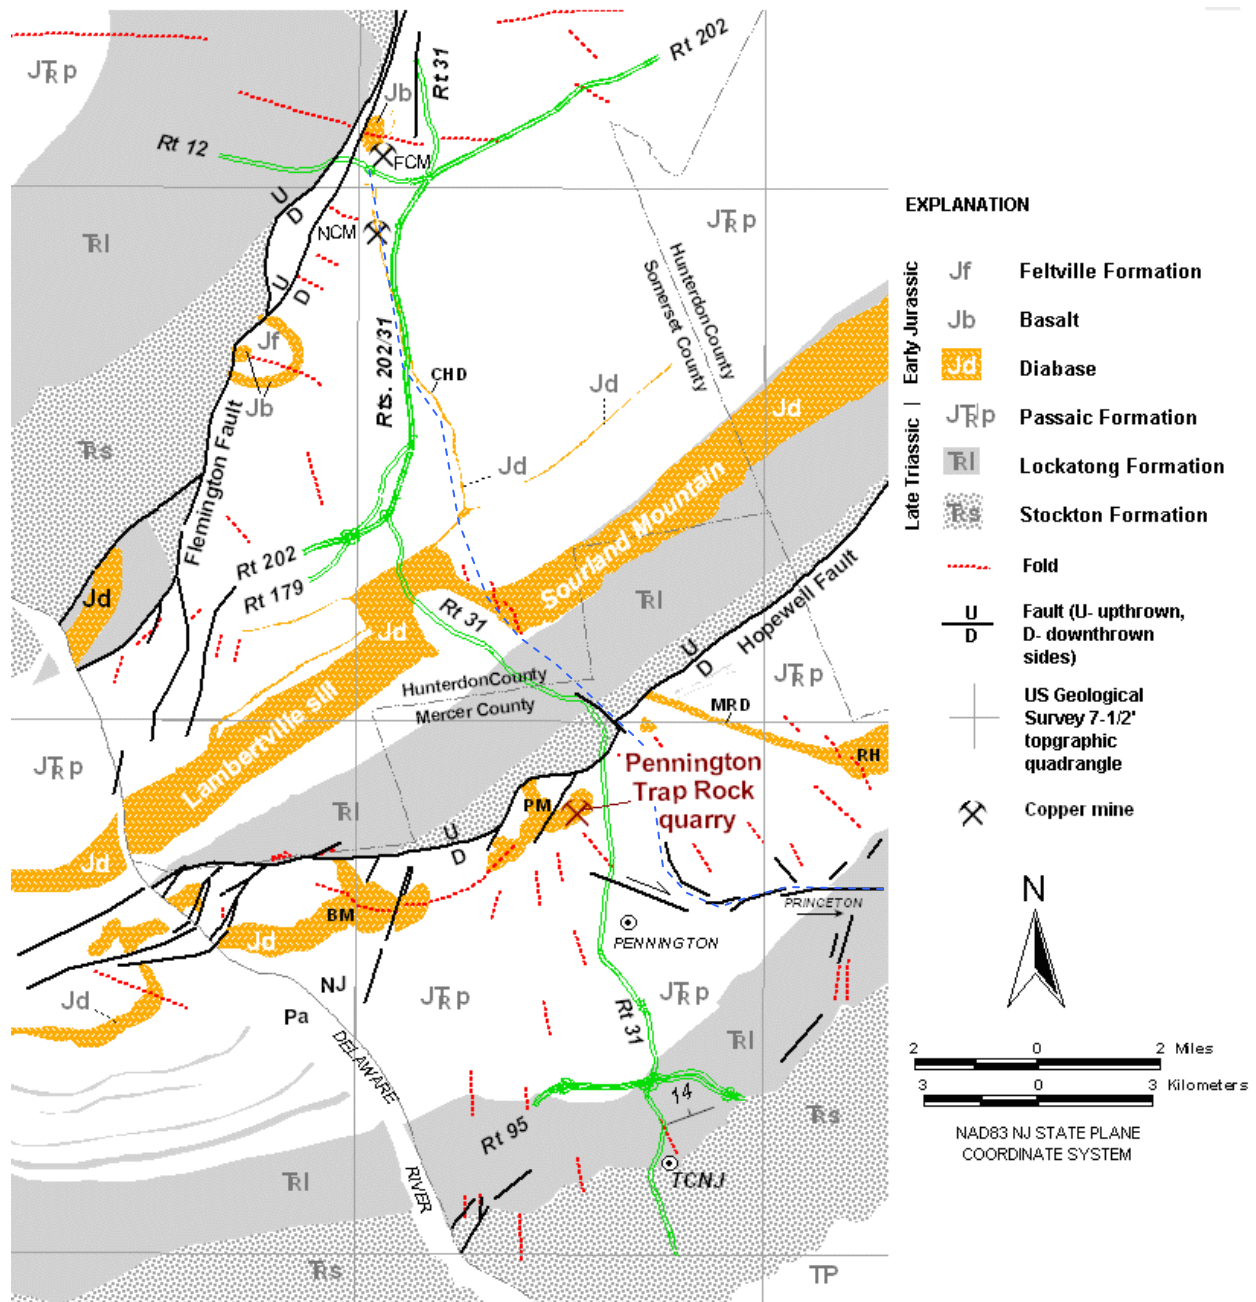 Rt 202
Rt 31
JTRp
Jb
Rt 12
FCM
U
D
NCM
JTRp
TRl
U
D
Hunterdon County
Somerset County
Jf
Jb
Rts. 202/31
CHD
Jd
Jd
TRs
Flemington Fault
Jd
Sourland Mountain
Rt 202
Rt 179
Jd
Rt 31
TRl
Hopewell Fault
U
D
Jd
Hunterdon County
Mercer County
JTRp
MRD
Lambertville sill
JTRp
RH
Pennington
Trap Rock
quarry
PM
TRl
U
D
Jd
PRINCETON
BM
Jd
PENNINGTON
NJ
Jd
JTRp
JTRp
Pa
Rt 31
DELAWARE
TRl
14
TRs
Rt 95
TCNJ
TRl
RIVER
TRs
TP
EXPLANATION
Early Jurassic
Late Triassic
Jf Feltville Formation
Jb Basalt
Jd Diabase
JTRp Passaic Formation
TRl Lockatong Formation
TRs Stockton Formation
Fold
U
D
Fault (U- upthrown,
D- downthrown
sides)
US Geological
Survey 7-1/2'
topgraphic
quadrangle
Copper mine
N
2 0 2 Miles
3 0 3 Kilometers
NAD83 NJ STATE PLANE
COORDINATE SYSTEM